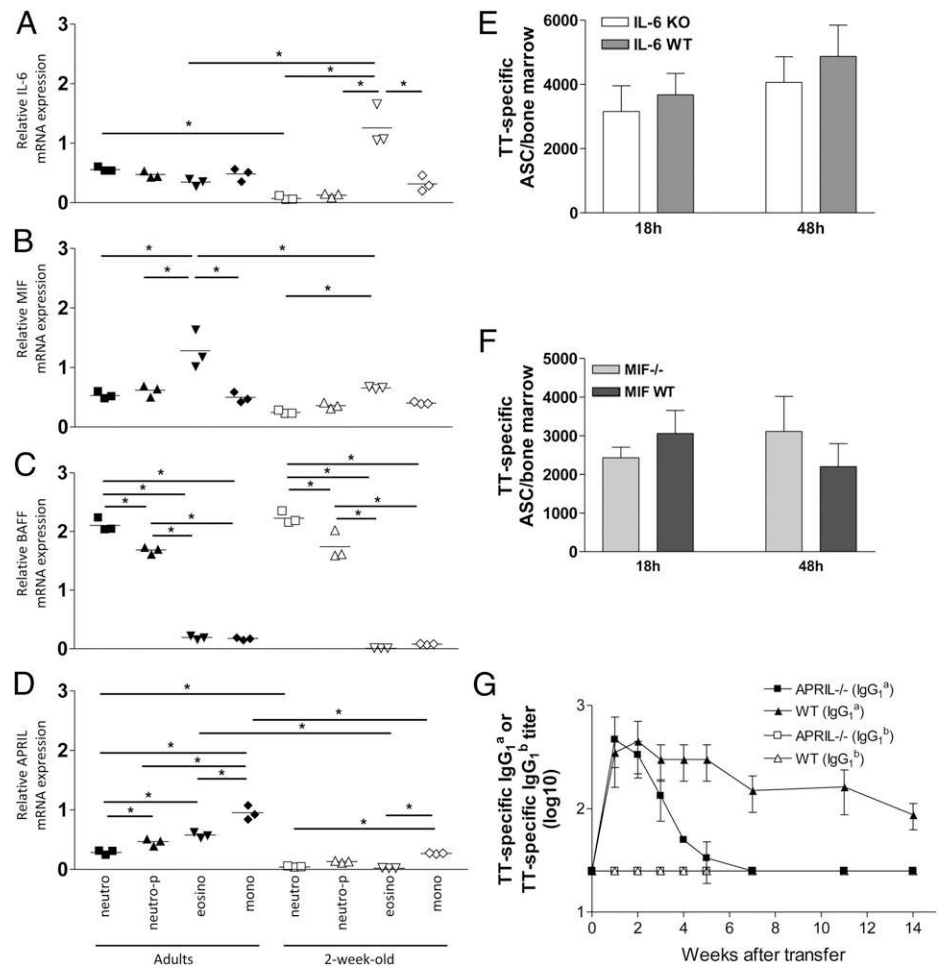 A
3
2
1
0
Relative IL-6
mRNA expression
*
*
*
*
*
B
3
2
1
0
Relative MIF
mRNA expression
*
*
*
*
*
C
3
2
1
0
Relative BAFF
mRNA expression
*
*
*
*
*
*
*
*
*
*
D
3
2
1
0
Relative APRIL
mRNA expression
*
*
*
*
*
*
*
*
*
*
neutro
neutro-p
eosino
mono
neutro
neutro-p
eosino
mono
Adults
2-week-old
E
IL-6 KO
IL-6 WT
6000
4000
2000
0
TT-specific
ASC/bone marrow
18h
48h
F
MIF-/-
MIF WT
5000
4000
3000
2000
1000
0
TT-specific
ASC/bone marrow
18h
48h
G
APRIL-/- (IgG₁ᵃ)
WT (IgG₁ᵃ)
APRIL-/- (IgG₁ᵇ)
WT (IgG₁ᵇ)
3
2
1
TT-specific IgG₁ᵃ or
TT-specific IgG₁ᵇ titer
(log10)
0 2 4 6 8 10 12 14
Weeks after transfer